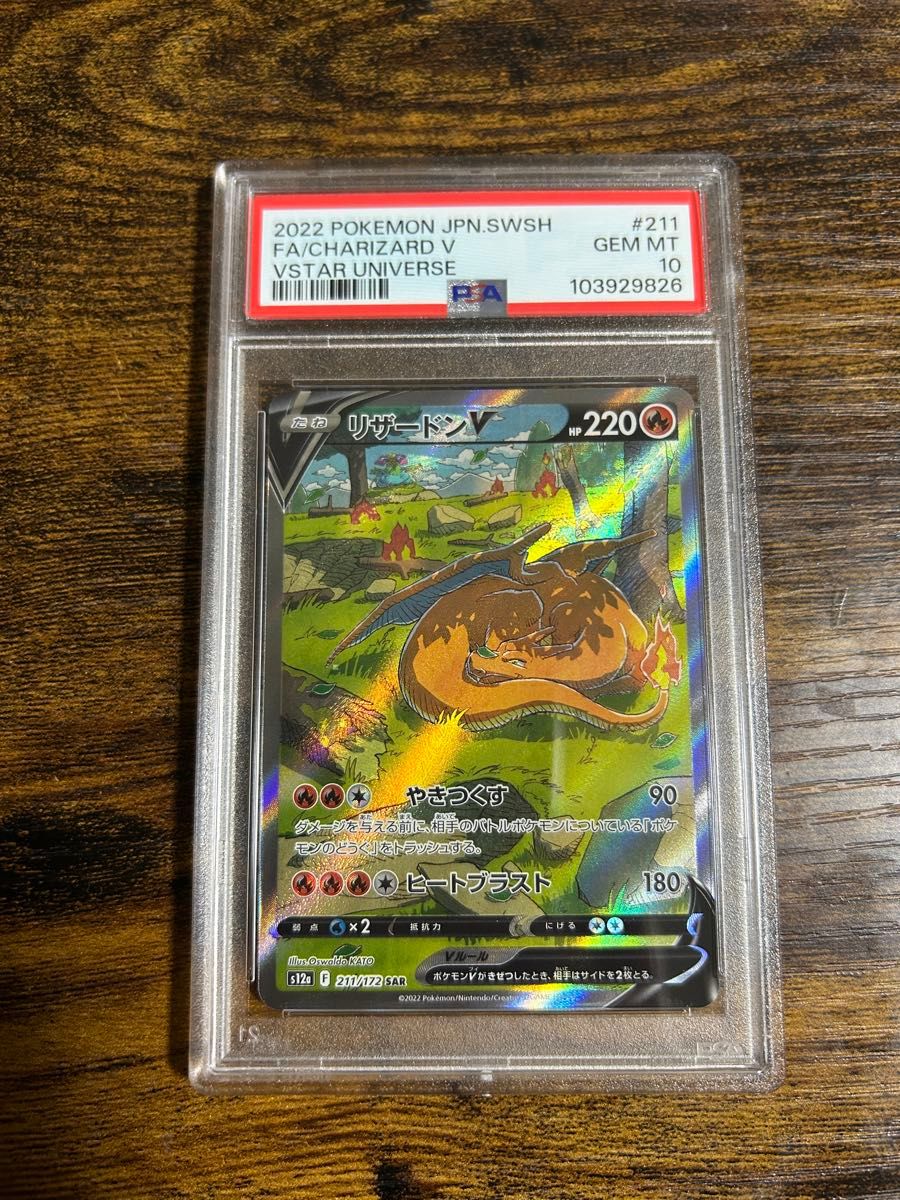 2022 POKEMON JPN.SWSH #211
FA/CHARIZARD V GEM MT
VSTAR UNIVERSE 10
PSA 103929826
たね リザードンV HP220
やきつくす 90
ダメージを与える前に、相手のバトルポケモンについている「ポケ
モンのどうぐ」をトラッシュする。
ヒートブラスト 180
弱点 ×2 抵抗力 にげる
Illus. Oswaldo KATO
Vルール
ポケモンVがきぜつしたとき、相手はサイドを2枚とる。
s12a F 211/172 SAR
©2022 Pokémon/Nintendo/Creatures/GAME